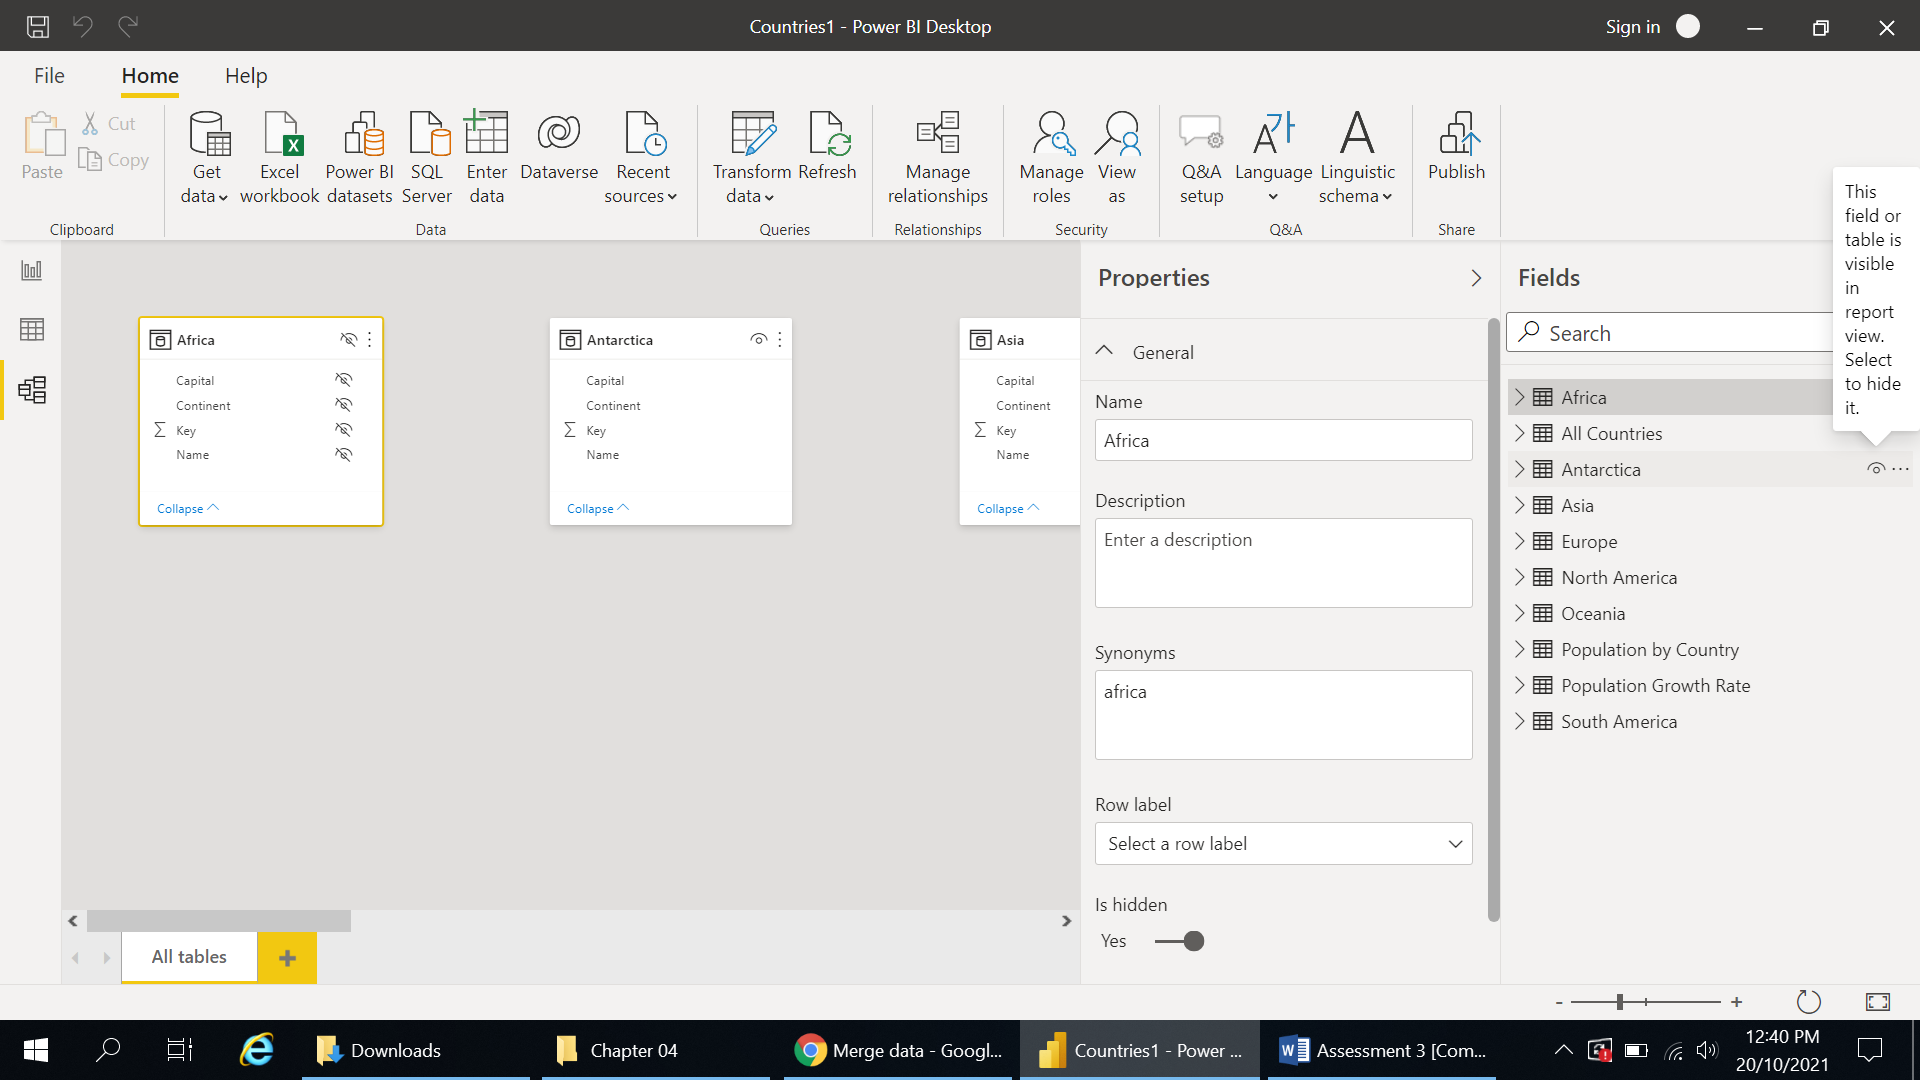 Countries1 - Power BI Desktop
Sign in
File
Home
Help
Paste
Cut
Copy
Clipboard
Get data
Excel workbook
Power BI datasets
SQL Server
Enter data
Dataverse
Recent sources
Data
Transform data
Refresh
Queries
Manage relationships
Relationships
Manage roles
View as
Security
Q&A setup
Language
Linguistic schema
Q&A
Publish
Share
Africa
Capital
Continent
Key
Name
Collapse
Antarctica
Capital
Continent
Key
Name
Collapse
Asia
Capital
Continent
Key
Name
Collapse
All tables
Properties
General
Name
Africa
Description
Enter a description
Synonyms
africa
Row label
Select a row label
Is hidden
Yes
Fields
Search
Africa
All Countries
Antarctica
Asia
Europe
North America
Oceania
Population by Country
Population Growth Rate
South America
This
field or
table is
visible
in
report
view.
Select
to hide
it.
Downloads
Chapter 04
Merge data - Googl...
Countries1 - Power ...
Assessment 3 [Com...
12:40 PM
20/10/2021